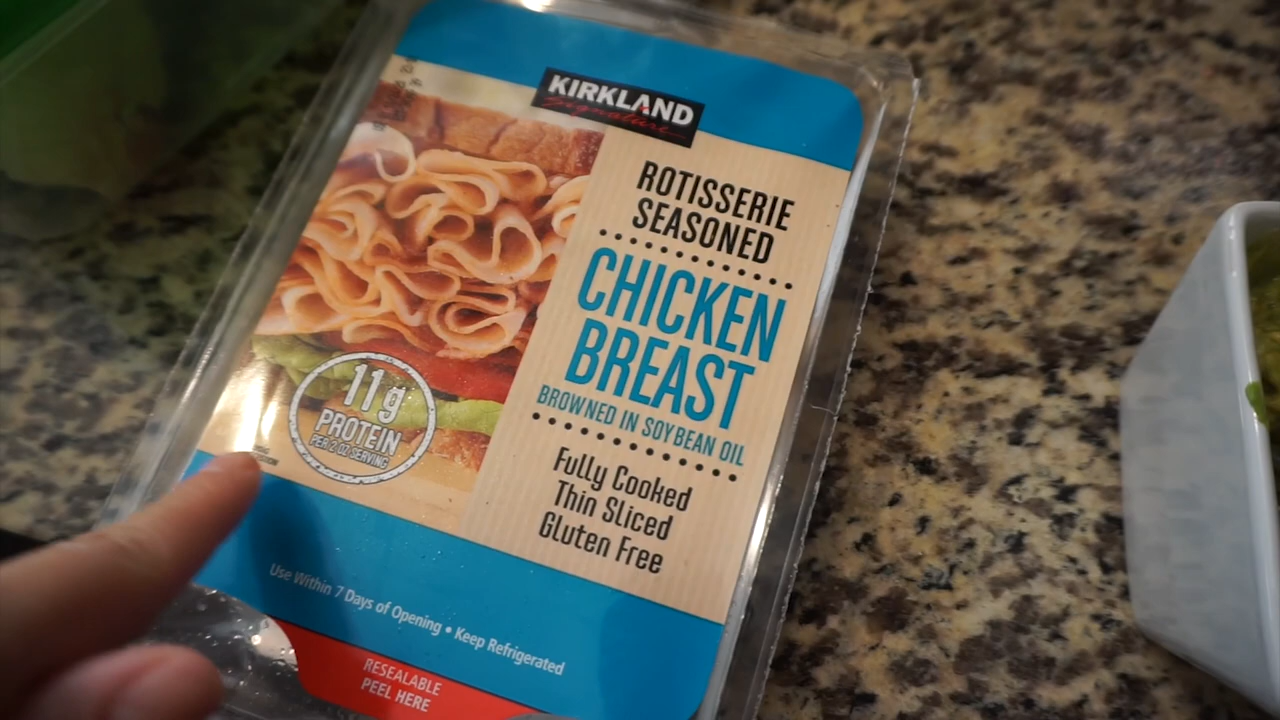 KIRKLAND
Signature
ROTISSERIE
SEASONED
CHICKEN
BREAST
BROWNED IN SOYBEAN OIL
Fully Cooked
Thin Sliced
Gluten Free
11g
PROTEIN
PER 2 OZ SERVING
Use Within 7 Days of Opening • Keep Refrigerated
RESEALABLE
PEEL HERE